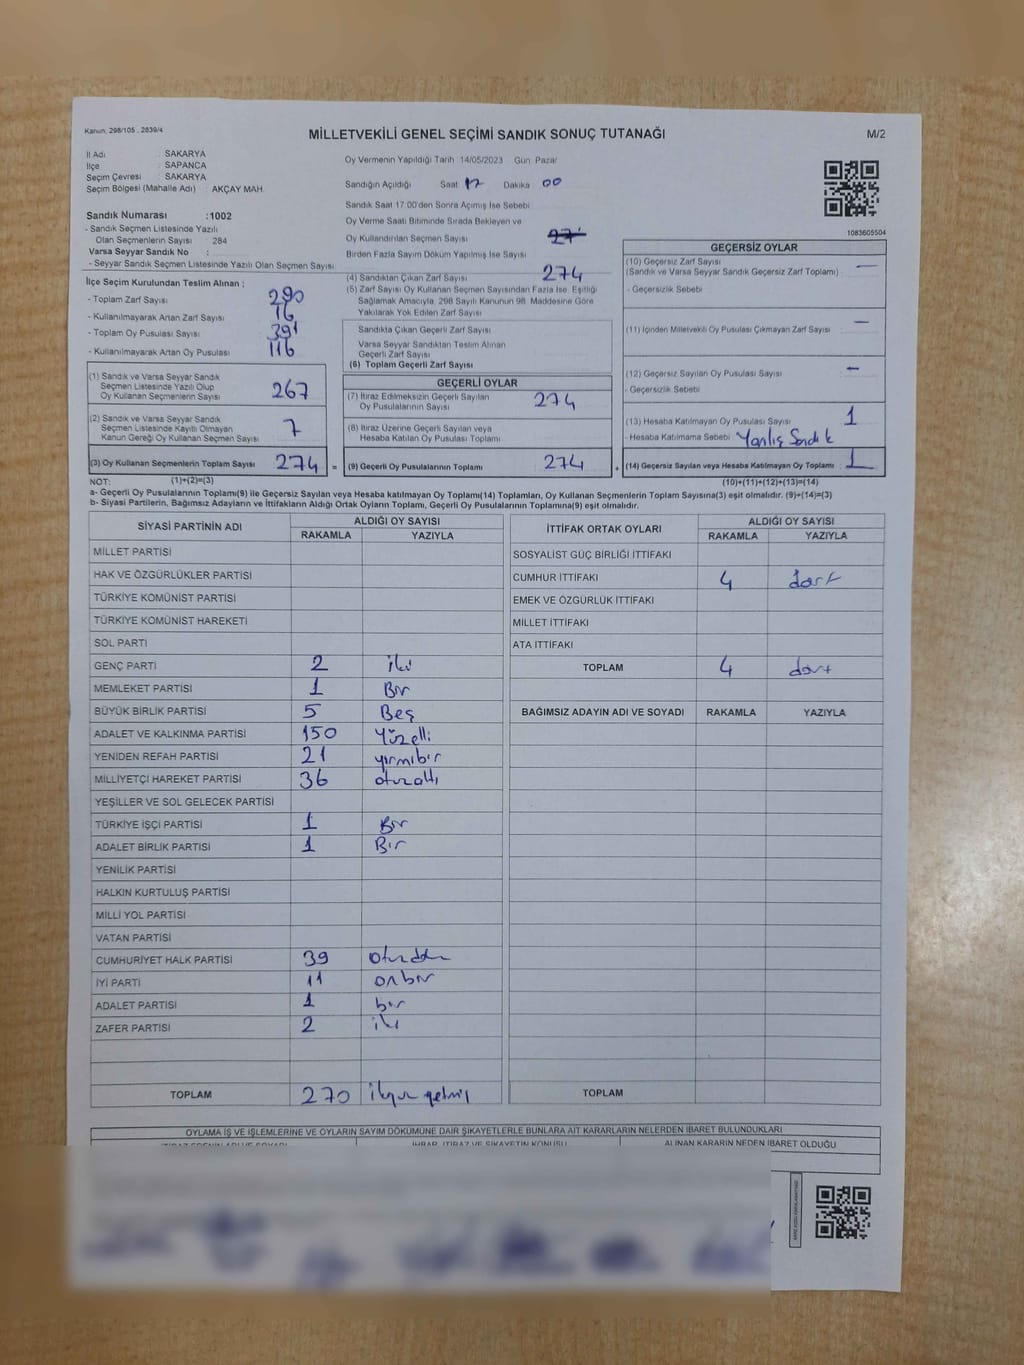 Kanun, 298/105 , 2839/4
MİLLETVEKİLİ GENEL SEÇİMİ SANDIK SONUÇ TUTANAĞI
M/2
İl Adı : SAKARYA
İlçe : SAPANCA
Seçim Çevresi : SAKARYA
Seçim Bölgesi (Mahalle Adı) : AKÇAY MAH.
Sandık Numarası :1002
- Sandık Seçmen Listesinde Yazılı
Olan Seçmenlerin Sayısı : 284
Varsa Seyyar Sandık No :
- Seyyar Sandık Seçmen Listesinde Yazılı Olan Seçmen Sayısı
İlçe Seçim Kurulundan Teslim Alınan ;
- Toplam Zarf Sayısı 290
- Kullanılmayarak Artan Zarf Sayısı 16
- Toplam Oy Pusulası Sayısı 391
- Kullanılmayarak Artan Oy Pusulası 116
(1) Sandık ve Varsa Seyyar Sandık
Seçmen Listesinde Yazılı Olup
Oy Kullanan Seçmenlerin Sayısı 267
(2) Sandık ve Varsa Seyyar Sandık
Seçmen Listesinde Kayıtlı Olmayan
Kanun Gereği Oy Kullanan Seçmen Sayısı 7
(3) Oy Kullanan Seçmenlerin Toplam Sayısı 274 =
Oy Vermenin Yapıldığı Tarih 14/05/2023 Gün Pazar
Sandığın Açıldığı Saat 17 Dakika 00
Sandık Saat 17:00'den Sonra Açılmış İse Sebebi
Oy Verme Saati Bitiminde Sırada Bekleyen ve
Oy Kullandırılan Seçmen Sayısı
Birden Fazla Sayım Döküm Yapılmış İse Sayısı
(4) Sandıktan Çıkan Zarf Sayısı 274
(5) Zarf Sayısı Oy Kullanan Seçmen Sayısından Fazla İse, Eşitliği
Sağlamak Amacıyla, 298 Sayılı Kanunun 98. Maddesine Göre
Yakılarak Yok Edilen Zarf Sayısı
Sandıkta Çıkan Geçerli Zarf Sayısı
Varsa Seyyar Sandıktan Teslim Alınan
Geçerli Zarf Sayısı
(6) Toplam Geçerli Zarf Sayısı
GEÇERLİ OYLAR
(7) İtiraz Edilmeksizin Geçerli Sayılan
Oy Pusulalarının Sayısı 274
(8) İtiraz Üzerine Geçerli Sayılan veya
Hesaba Katılan Oy Pusulası Toplamı
(9) Geçerli Oy Pusulalarının Toplamı 274 +
1083605504
GEÇERSİZ OYLAR
(10) Geçersiz Zarf Sayısı —
(Sandık ve Varsa Seyyar Sandık Geçersiz Zarf Toplamı)
- Geçersizlik Sebebi
(11) İçinden Milletvekili Oy Pusulası Çıkmayan Zarf Sayısı —
(12) Geçersiz Sayılan Oy Pusulası Sayısı —
- Geçersizlik Sebebi
(13) Hesaba Katılmayan Oy Pusulası Sayısı 1
- Hesaba Katılmama Sebebi Yanlış Sandık
(14) Geçersiz Sayılan veya Hesaba Katılmayan Oy Toplamı 1
NOT: (1)+(2)=(3) (10)+(11)+(12)+(13)=(14)
a- Geçerli Oy Pusulalarının Toplamı(9) ile Geçersiz Sayılan veya Hesaba katılmayan Oy Toplamı(14) Toplamları, Oy Kullanan Seçmenlerin Toplam Sayısına(3) eşit olmalıdır. (9)+(14)=(3)
b- Siyasi Partilerin, Bağımsız Adayların ve İttifakların Aldığı Ortak Oyların Toplamı, Geçerli Oy Pusulalarının Toplamına(9) eşit olmalıdır.
SİYASİ PARTİNİN ADI ALDIĞI OY SAYISI
RAKAMLA YAZIYLA
MİLLET PARTİSİ
HAK VE ÖZGÜRLÜKLER PARTİSİ
TÜRKİYE KOMÜNİST PARTİSİ
TÜRKİYE KOMÜNİST HAREKETİ
SOL PARTİ
GENÇ PARTİ 2 iki
MEMLEKET PARTİSİ 1 Bir
BÜYÜK BİRLİK PARTİSİ 5 Beş
ADALET VE KALKINMA PARTİSİ 150 Yüzelli
YENİDEN REFAH PARTİSİ 21 yirmibir
MİLLİYETÇİ HAREKET PARTİSİ 36 otuzaltı
YEŞİLLER VE SOL GELECEK PARTİSİ
TÜRKİYE İŞÇİ PARTİSİ 1 Bir
ADALET BİRLİK PARTİSİ 1 Bir
YENİLİK PARTİSİ
HALKIN KURTULUŞ PARTİSİ
MİLLİ YOL PARTİSİ
VATAN PARTİSİ
CUMHURİYET HALK PARTİSİ 39
İYİ PARTİ 11 onbir
ADALET PARTİSİ 1 bir
ZAFER PARTİSİ 2 iki
TOPLAM 270
İTTİFAK ORTAK OYLARI ALDIĞI OY SAYISI
RAKAMLA YAZIYLA
SOSYALİST GÜÇ BİRLİĞİ İTTİFAKI
CUMHUR İTTİFAKI 4 dört
EMEK VE ÖZGÜRLÜK İTTİFAKI
MİLLET İTTİFAKI
ATA İTTİFAKI
TOPLAM 4 dört
BAĞIMSIZ ADAYIN ADI VE SOYADI RAKAMLA YAZIYLA
TOPLAM
OYLAMA İŞ VE İŞLEMLERİNE VE OYLARIN SAYIM DÖKÜMÜNE DAİR ŞİKAYETLERLE BUNLARA AİT KARARLARIN NELERDEN İBARET BULUNDUKLARI
İHBAR, İTİRAZ VE ŞİKAYETİN KONUSU ALINAN KARARIN NEDEN İBARET OLDUĞU